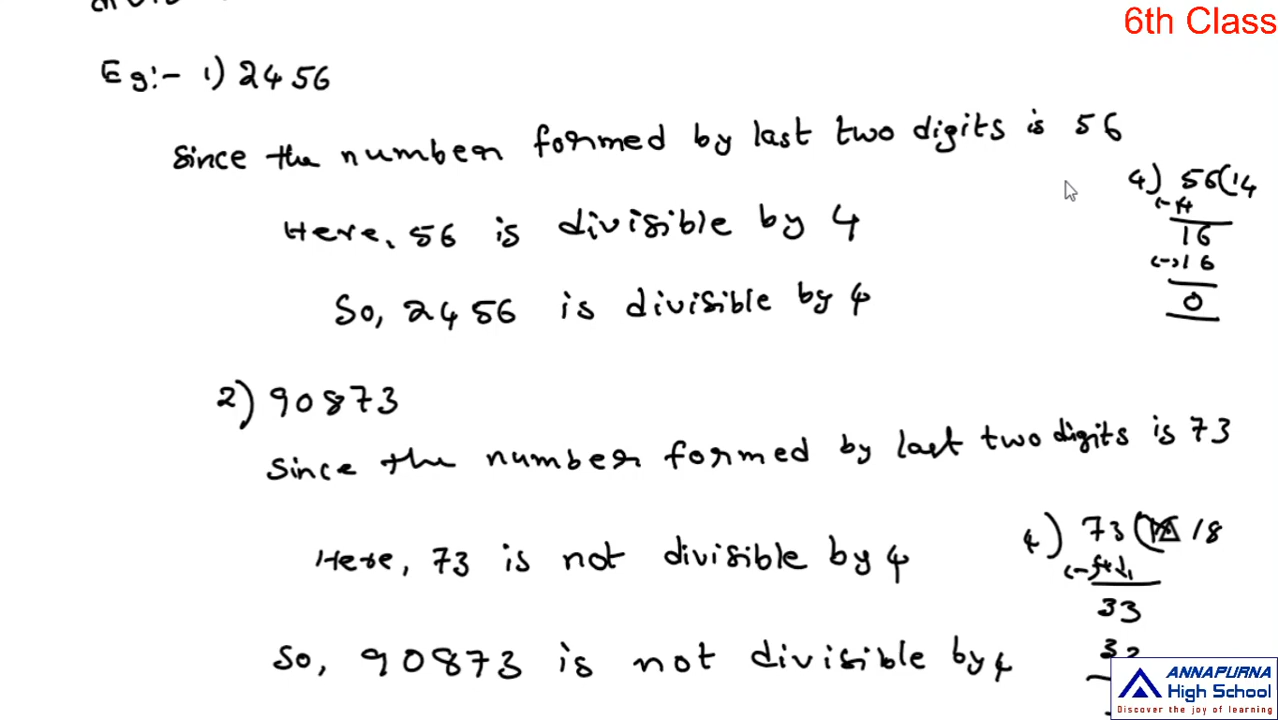 6th Class
Eg:- 1) 2456
Since the number formed by last two digits is 56
4) 56(14
(-) 4
16
(-) 16
0
Here, 56 is divisible by 4
So, 2456 is divisible by 4
2) 90873
Since the number formed by last two digits is 73
4) 73( 18
33
32
Here, 73 is not divisible by 4
So, 90873 is not divisible by 4
ANNAPURNA
High School
Discover the joy of learning